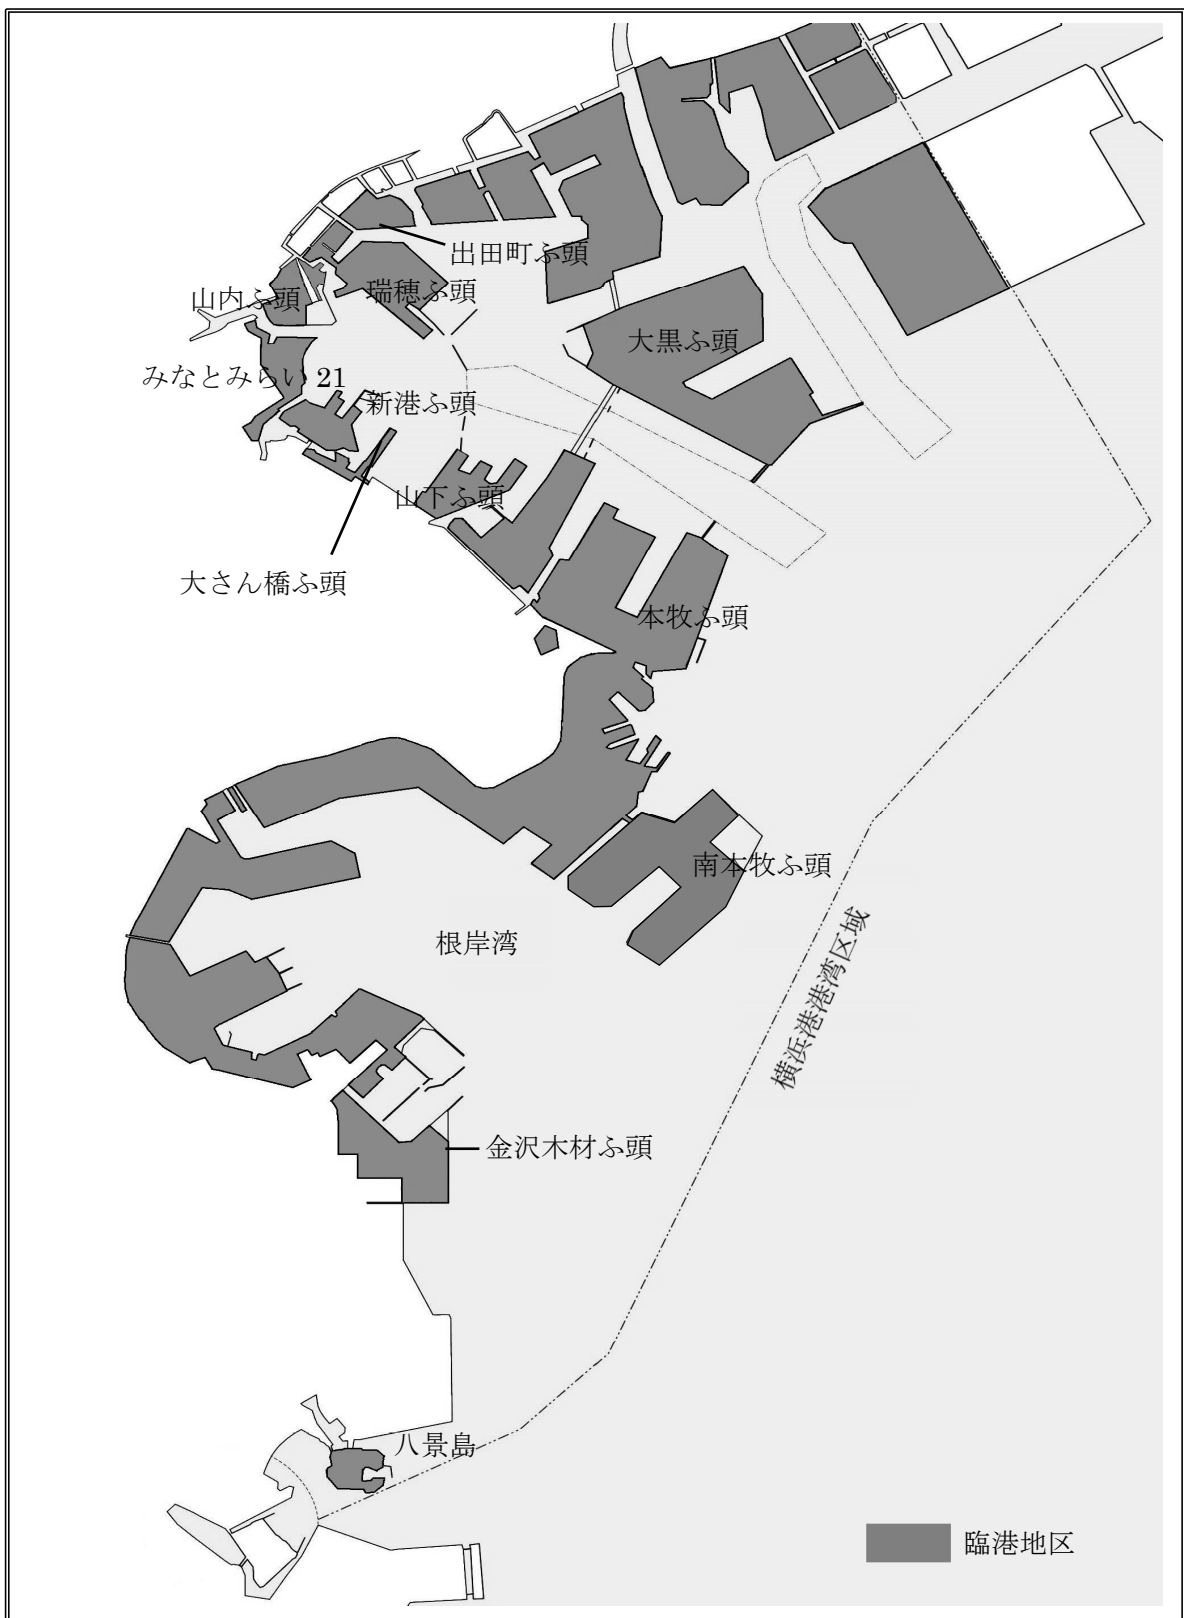 出田町ふ頭
山内ふ頭
瑞穂ふ頭
大黒ふ頭
みなとみらい 21
新港ふ頭
山下ふ頭
大さん橋ふ頭
本牧ふ頭
南本牧ふ頭
根岸湾
横浜港港湾区域
金沢木材ふ頭
八景島
臨港地区